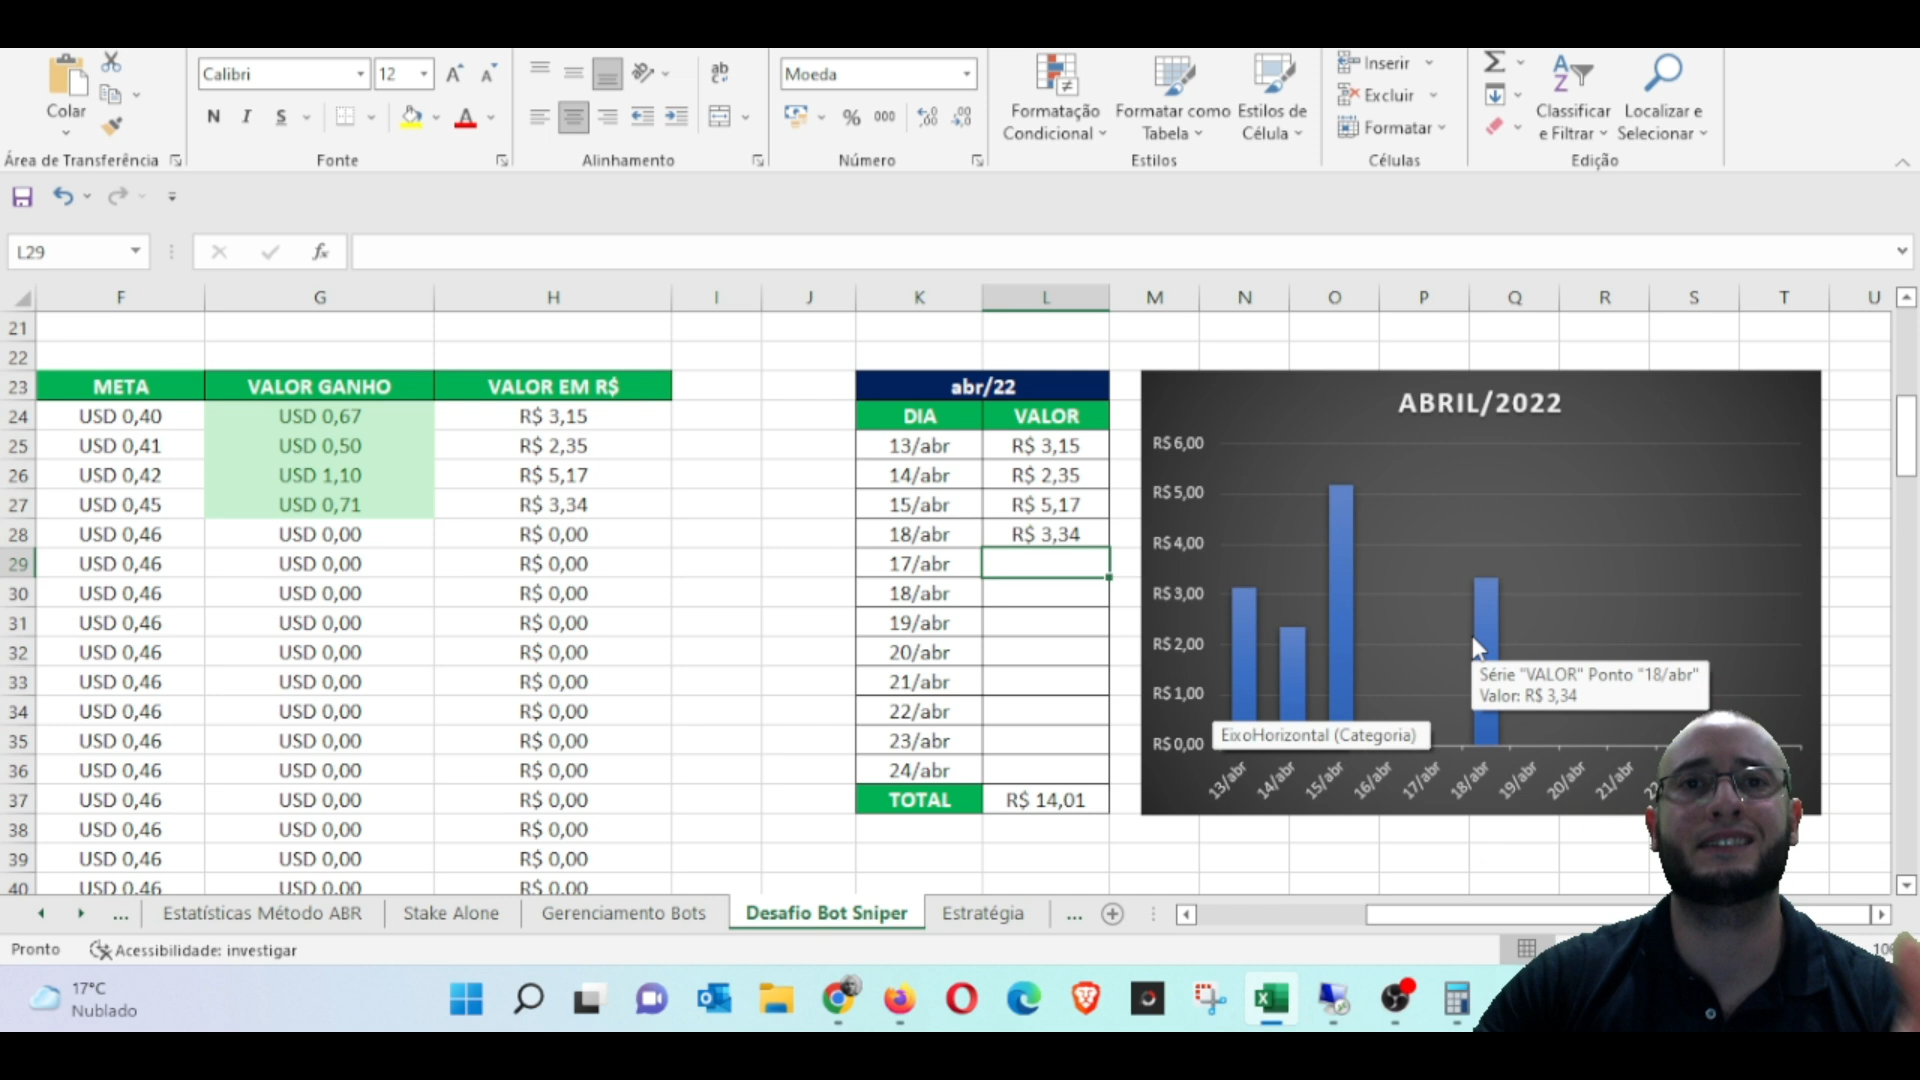 Colar
Área de Transferência
Calibri 12
N I S
Fonte
ab
Alinhamento
Moeda
% 000
Número
Formatação Condicional
Formatar como Tabela
Estilos de Célula
Estilos
Inserir
Excluir
Formatar
Células
Classificar e Filtrar
Localizar e Selecionar
Edição
L29 fx
F G H I J K L M N O P Q R S T U
21
22
23 META VALOR GANHO VALOR EM R$ abr/22
24 USD 0,40 USD 0,67 R$ 3,15 DIA VALOR
25 USD 0,41 USD 0,50 R$ 2,35 13/abr R$ 3,15
26 USD 0,42 USD 1,10 R$ 5,17 14/abr R$ 2,35
27 USD 0,45 USD 0,71 R$ 3,34 15/abr R$ 5,17
28 USD 0,46 USD 0,00 R$ 0,00 18/abr R$ 3,34
29 USD 0,46 USD 0,00 R$ 0,00 17/abr
30 USD 0,46 USD 0,00 R$ 0,00 18/abr
31 USD 0,46 USD 0,00 R$ 0,00 19/abr
32 USD 0,46 USD 0,00 R$ 0,00 20/abr
33 USD 0,46 USD 0,00 R$ 0,00 21/abr
34 USD 0,46 USD 0,00 R$ 0,00 22/abr
35 USD 0,46 USD 0,00 R$ 0,00 23/abr
36 USD 0,46 USD 0,00 R$ 0,00 24/abr
37 USD 0,46 USD 0,00 R$ 0,00 TOTAL R$ 14,01
38 USD 0,46 USD 0,00 R$ 0,00
39 USD 0,46 USD 0,00 R$ 0,00
40 USD 0,46 USD 0,00 R$ 0,00
ABRIL/2022
R$ 6,00
R$ 5,00
R$ 4,00
R$ 3,00
R$ 2,00
R$ 1,00
R$ 0,00
Série "VALOR" Ponto "18/abr"
Valor: R$ 3,34
EixoHorizontal (Categoria)
13/abr 14/abr 15/abr 16/abr 17/abr 18/abr 19/abr 20/abr 21/abr
... Estatísticas Método ABR Stake Alone Gerenciamento Bots Desafio Bot Sniper Estratégia ...
Pronto Acessibilidade: investigar
17°C
Nublado